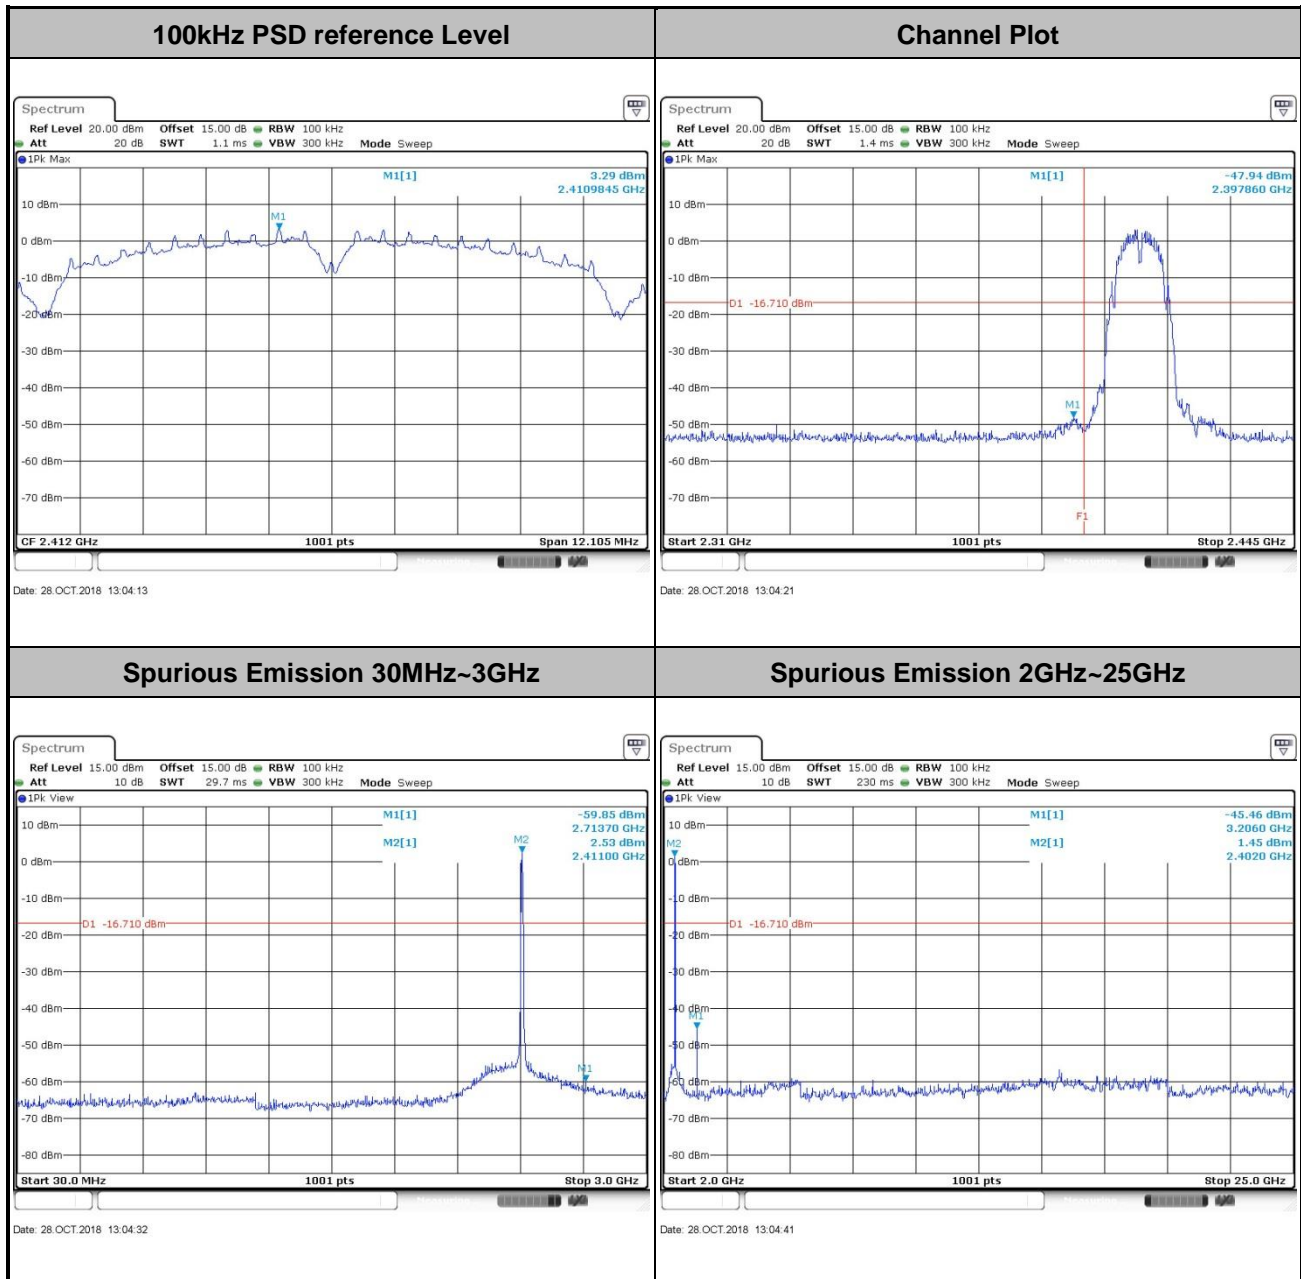 100kHz PSD reference Level
Spectrum
Ref Level 20.00 dBm Offset 15.00 dB RBW 100 kHz
Att 20 dB SWT 1.1 ms VBW 300 kHz Mode Sweep
1Pk Max
M1[1] 3.29 dBm
2.4109845 GHz
10 dBm
M1
0 dBm
-10 dBm
-20 dBm
-30 dBm
-40 dBm
-50 dBm
-60 dBm
-70 dBm
CF 2.412 GHz 1001 pts Span 12.105 MHz
Date: 28.OCT.2018 13:04:13
Channel Plot
Spectrum
Ref Level 20.00 dBm Offset 15.00 dB RBW 100 kHz
Att 20 dB SWT 1.4 ms VBW 300 kHz Mode Sweep
1Pk Max
M1[1] -47.94 dBm
2.397860 GHz
10 dBm
0 dBm
-10 dBm
D1 -16.710 dBm
-20 dBm
-30 dBm
-40 dBm
M1
-50 dBm
-60 dBm
-70 dBm
F1
Start 2.31 GHz 1001 pts Stop 2.445 GHz
Date: 28.OCT.2018 13:04:21
Spurious Emission 30MHz~3GHz
Spectrum
Ref Level 15.00 dBm Offset 15.00 dB RBW 100 kHz
Att 10 dB SWT 29.7 ms VBW 300 kHz Mode Sweep
1Pk View
M1[1] -59.85 dBm
2.71370 GHz
10 dBm
M2[1] 2.53 dBm
2.41100 GHz
M2
0 dBm
-10 dBm
D1 -16.710 dBm
-20 dBm
-30 dBm
-40 dBm
-50 dBm
M1
-60 dBm
-70 dBm
-80 dBm
Start 30.0 MHz 1001 pts Stop 3.0 GHz
Date: 28.OCT.2018 13:04:32
Spurious Emission 2GHz~25GHz
Spectrum
Ref Level 15.00 dBm Offset 15.00 dB RBW 100 kHz
Att 10 dB SWT 230 ms VBW 300 kHz Mode Sweep
1Pk View
M1[1] -45.46 dBm
3.2060 GHz
10 dBm
M2[1] 1.45 dBm
2.4020 GHz
M2
0 dBm
-10 dBm
D1 -16.710 dBm
-20 dBm
-30 dBm
-40 dBm
M1
-50 dBm
-60 dBm
-70 dBm
-80 dBm
Start 2.0 GHz 1001 pts Stop 25.0 GHz
Date: 28.OCT.2018 13:04:41